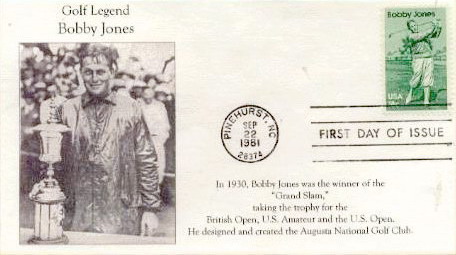 Golf Legend
Bobby Jones
Bobby Jones
USA
PINEHURST, NC
SEP
22
1981
28374
FIRST DAY OF ISSUE
In 1930, Bobby Jones was the winner of the
"Grand Slam,"
taking the trophy for the
British Open, U.S. Amateur and the U.S. Open.
He designed and created the Augusta National Golf Club.